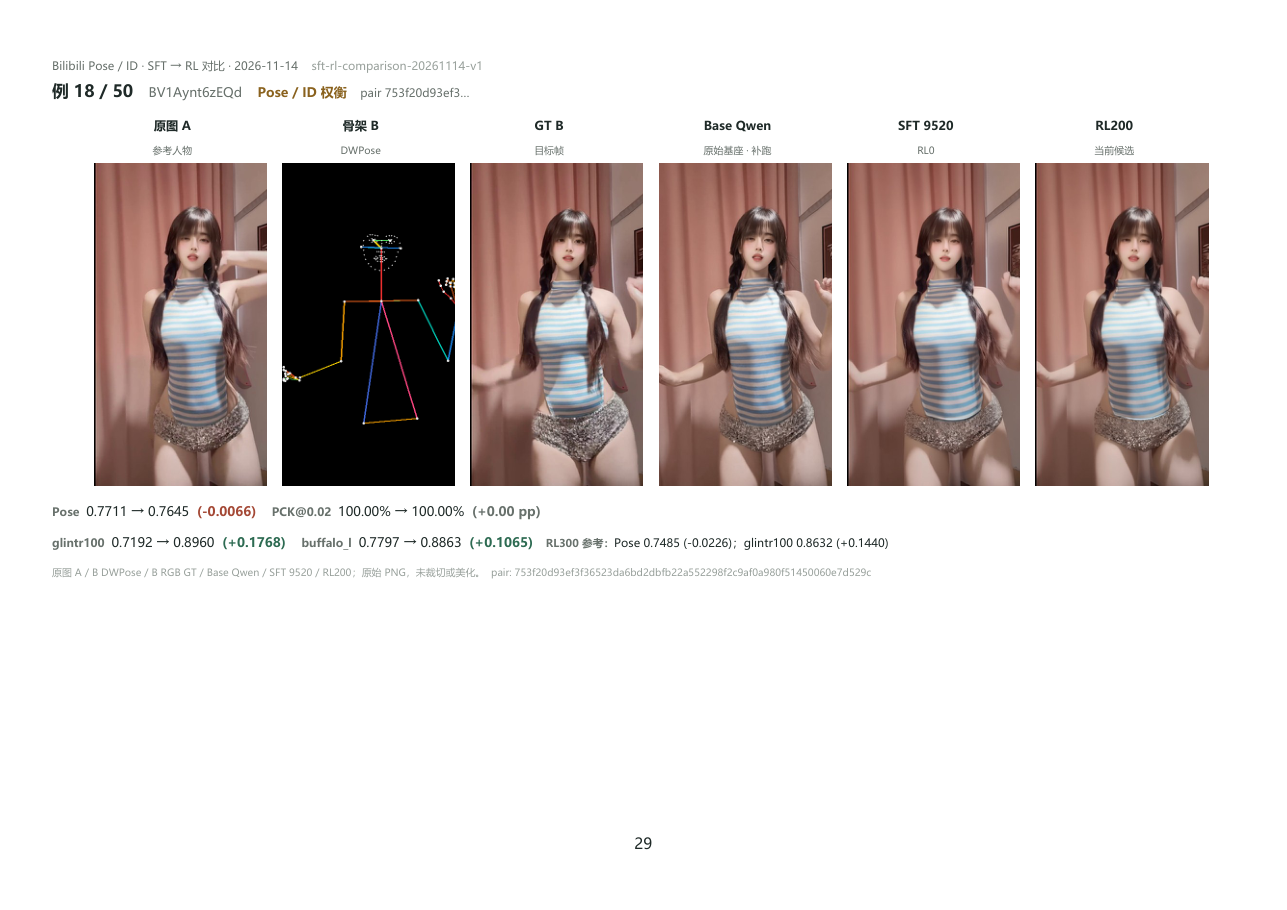 Bilibili Pose / ID · SFT → RL 对比 · 2026-11-14 sft-rl-comparison-20261114-v1
例 18 / 50 BV1Aynt6zEQd Pose / ID 权衡 pair 753f20d93ef3…
原图 A 骨架 B GT B Base Qwen SFT 9520 RL200
参考人物 DWPose 目标帧 原始基座 · 补跑 RL0 当前候选
Pose 0.7711 → 0.7645 (-0.0066) PCK@0.02 100.00% → 100.00% (+0.00 pp)
glintr100 0.7192 → 0.8960 (+0.1768) buffalo_l 0.7797 → 0.8863 (+0.1065) RL300 参考：Pose 0.7485 (-0.0226)；glintr100 0.8632 (+0.1440)
原图 A / B DWPose / B RGB GT / Base Qwen / SFT 9520 / RL200；原始 PNG，未裁切或美化。 pair: 753f20d93ef3f36523da6bd2dbfb22a552298f2c9af0a980f51450060e7d529c
29